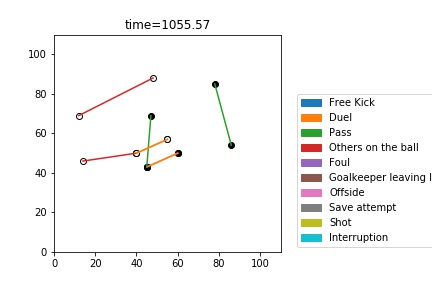 time=1055.57
100
80
60
40
20
0
0 20 40 60 80 100
Free Kick
Duel
Pass
Others on the ball
Foul
Goalkeeper leaving
Offside
Save attempt
Shot
Interruption